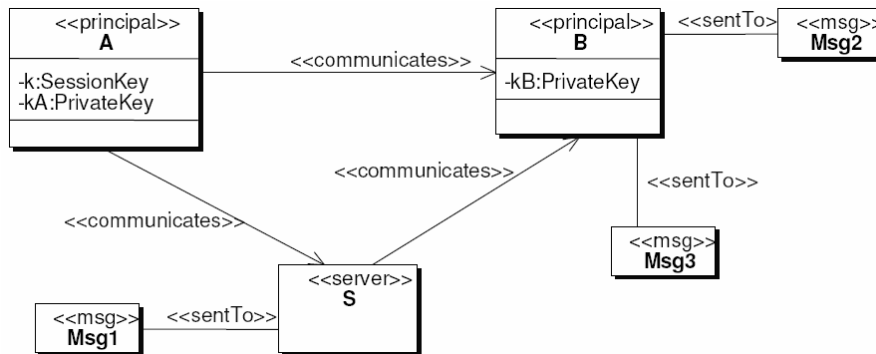 <<principal>>
A
-k:SessionKey
-kA:PrivateKey
<<communicates>>
<<principal>>
B
-kB:PrivateKey
<<sentTo>>
<<msg>>
Msg2
<<communicates>>
<<sentTo>>
<<communicates>>
<<msg>>
Msg3
<<server>>
S
<<sentTo>>
<<msg>>
Msg1